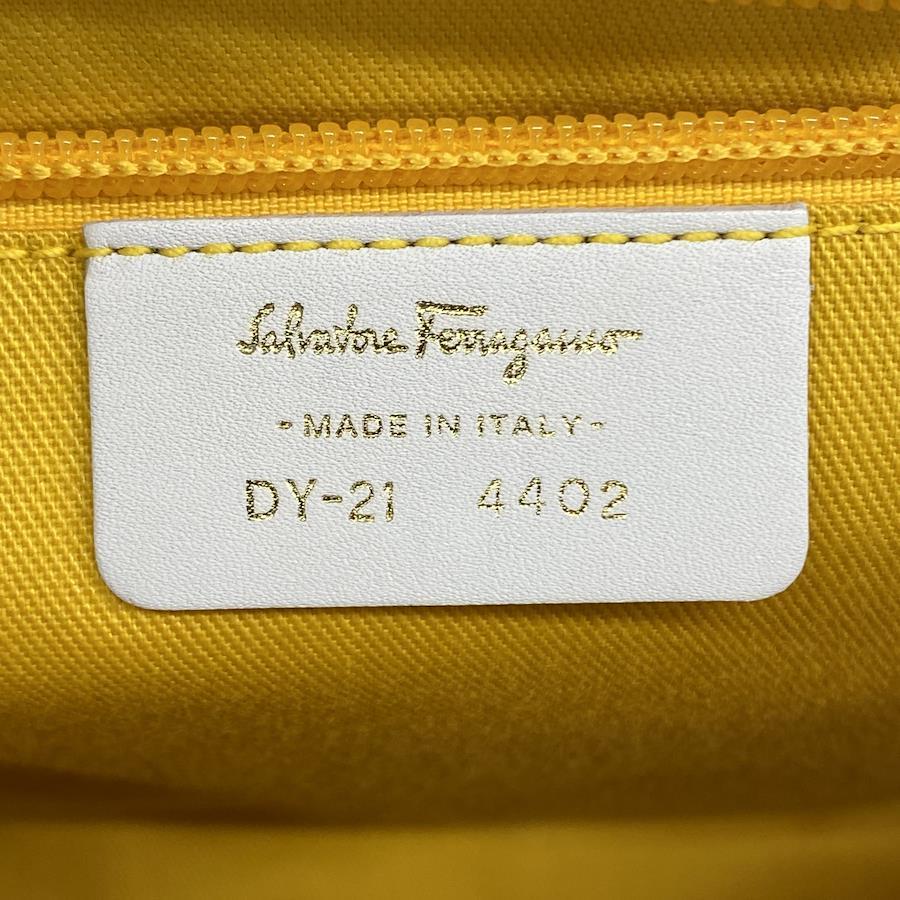 Salvatore Ferragamo
-MADE IN ITALY-
DY-21 4402